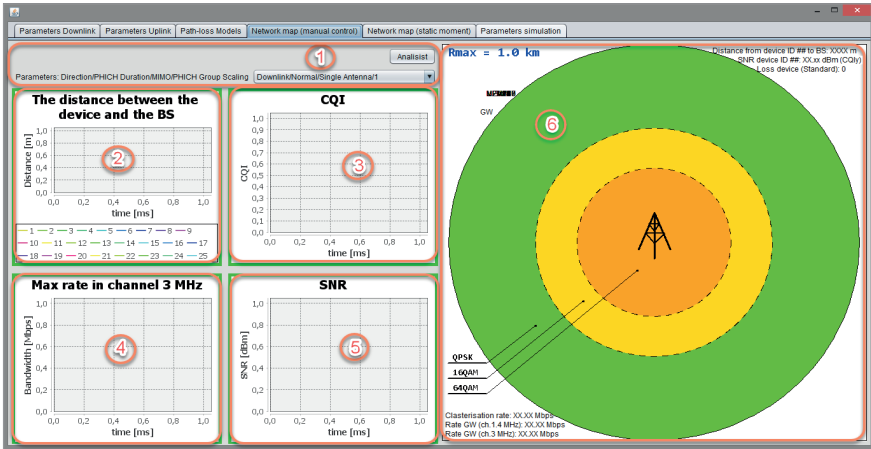 Parameters Downlink Parameters Uplink Path-loss Models Network map (manual control) Network map (static moment) Parameters simulation
1
Analisist
Parameters: Direction/PHICH Duration/MIMO/PHICH Group Scaling Downlink/Normal/Single Antenna/1
The distance between the
device and the BS
Distance [m]
1,0
0,8
0,6
0,4
0,2
0,0
2
0,0 0,2 0,4 0,6 0,8 1,0
time [ms]
1 2 3 4 5 6 7 8 9
10 11 12 13 14 15 16 17
18 19 20 21 22 23 24 25
CQI
CQI
1,0
0,9
0,8
0,7
0,6
0,5
0,4
0,3
0,2
0,1
0,0
3
0,0 0,2 0,4 0,6 0,8 1,0
time [ms]
Max rate in channel 3 MHz
Bandwidth [Mbps]
1,0
0,8
0,6
0,4
0,2
0,0
4
0,0 0,2 0,4 0,6 0,8 1,0
time [ms]
SNR
SNR [dBm]
1,0
0,8
0,6
0,4
0,2
0,0
5
0,0 0,2 0,4 0,6 0,8 1,0
time [ms]
Rmax = 1.0 km
Distance from device ID ## to BS: XXXX m
SNR device ID ##: XX.xx dBm (CQIy)
Loss device (Standard): 0
GW
6
QPSK
16QAM
64QAM
Clasterisation rate: XX.XX Mbps
Rate GW (ch.1.4 MHz): XX.XX Mbps
Rate GW (ch.3 MHz): XX.XX Mbps